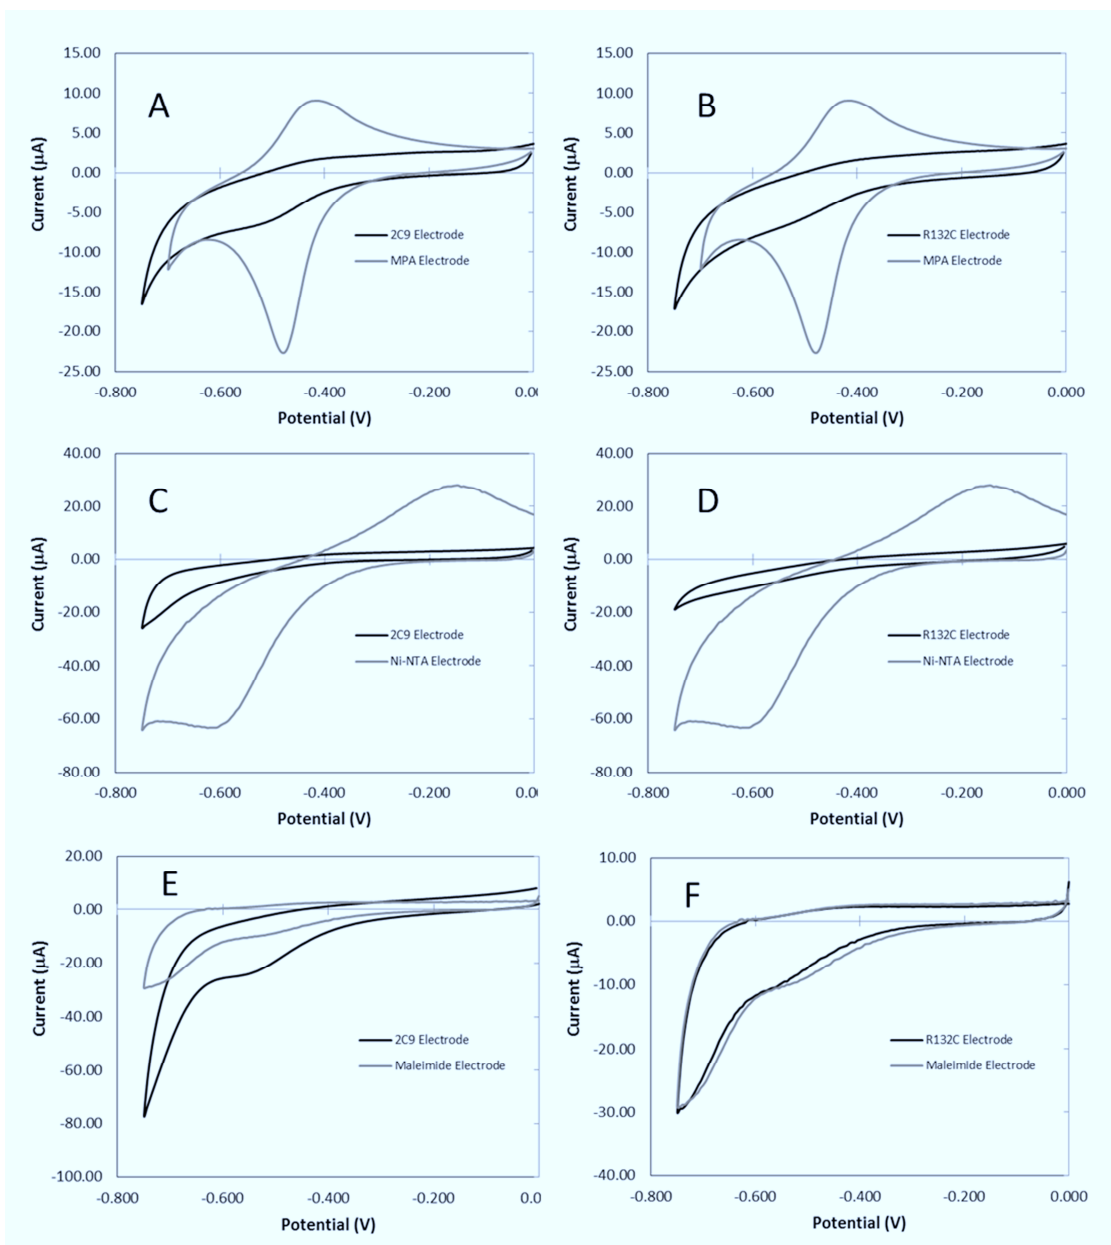 A
15.00
10.00
5.00
0.00
-5.00
-10.00
-15.00
-20.00
-25.00
-0.800 -0.600 -0.400 -0.200 0.00
Current (µA)
Potential (V)
2C9 Electrode
MPA Electrode
B
15.00
10.00
5.00
0.00
-5.00
-10.00
-15.00
-20.00
-25.00
-0.800 -0.600 -0.400 -0.200 0.000
Current (µA)
Potential (V)
R132C Electrode
MPA Electrode
C
40.00
20.00
0.00
-20.00
-40.00
-60.00
-80.00
-0.800 -0.600 -0.400 -0.200 0.00
Current (µA)
Potential (V)
2C9 Electrode
Ni-NTA Electrode
D
40.00
20.00
0.00
-20.00
-40.00
-60.00
-80.00
-0.800 -0.600 -0.400 -0.200 0.000
Current (µA)
Potential (V)
R132C Electrode
Ni-NTA Electrode
E
20.00
0.00
-20.00
-40.00
-60.00
-80.00
-100.00
-0.800 -0.600 -0.400 -0.200 0.0
Current (µA)
Potential (V)
2C9 Electrode
Maleimide Electrode
F
10.00
0.00
-10.00
-20.00
-30.00
-40.00
-0.800 -0.600 -0.400 -0.200 0.000
Current (µA)
Potential (V)
R132C Electrode
Maleimide Electrode